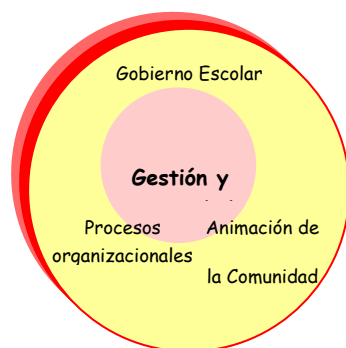 Gobierno Escolar
Gestión y
Procesos
organizacionales
Animación de
la Comunidad